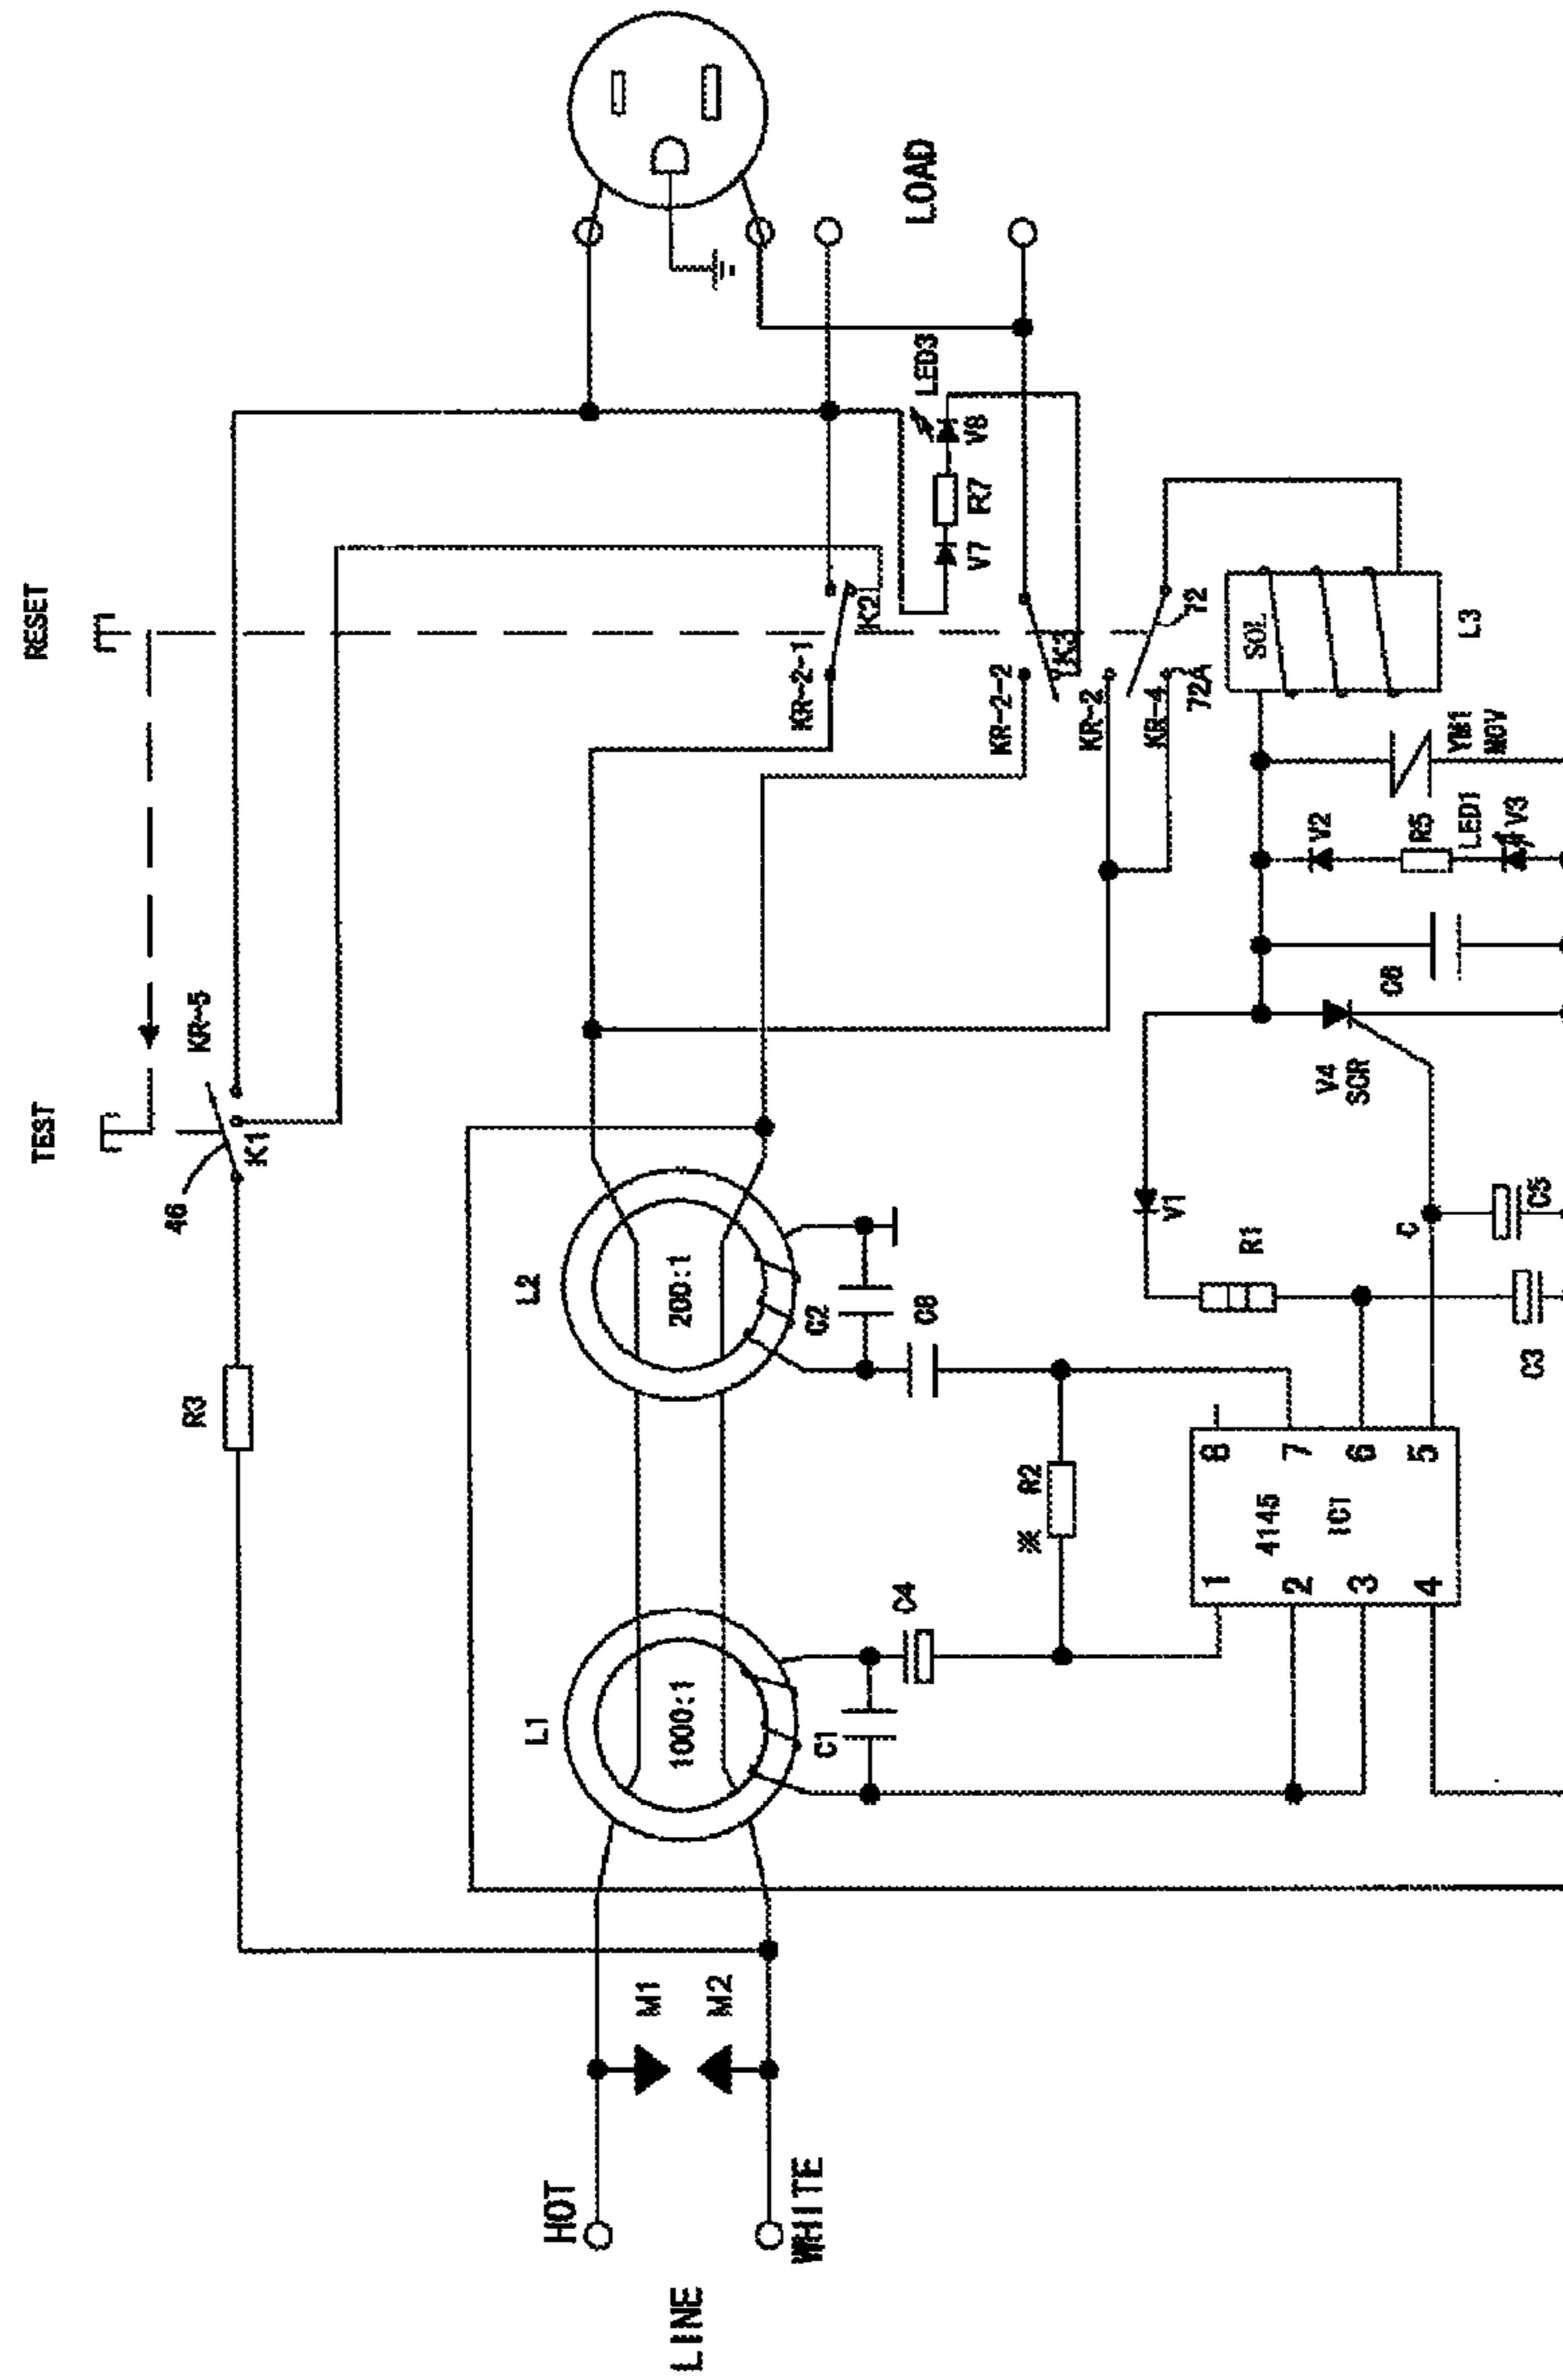 RESET
TEST
46
KR-5
K1
R3
LOAD
LED3
V8
R7
V7
KR-2-1
K2
KR-2-2
K3
KR-2
KR-4
72
72A
SOL
L3
YM1
MOV
V2
R5
LED1
V3
C6
V4
SCR
V1
R1
C
C5
C3
L2
200:1
C2
C8
※ R2
8
7
6
5
4145
IC1
1
2
3
4
C4
L1
1000:1
C1
M1
M2
HOT
WHITE
LINE